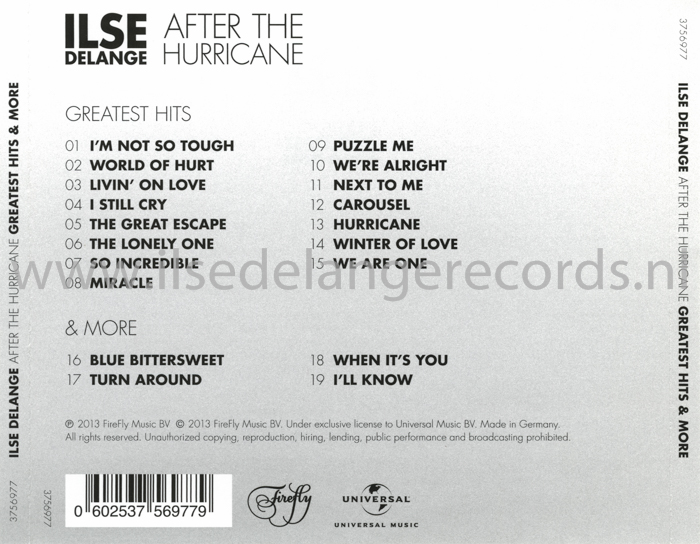 ILSE
DELANGE
AFTER THE
HURRICANE
GREATEST HITS
01 I'M NOT SO TOUGH
02 WORLD OF HURT
03 LIVIN' ON LOVE
04 I STILL CRY
05 THE GREAT ESCAPE
06 THE LONELY ONE
07 SO INCREDIBLE
08 MIRACLE
09 PUZZLE ME
10 WE'RE ALRIGHT
11 NEXT TO ME
12 CAROUSEL
13 HURRICANE
14 WINTER OF LOVE
15 WE ARE ONE
& MORE
16 BLUE BITTERSWEET
17 TURN AROUND
18 WHEN IT'S YOU
19 I'LL KNOW
℗ 2013 FireFly Music BV © 2013 FireFly Music BV. Under exclusive license to Universal Music BV. Made in Germany.
All rights reserved. Unauthorized copying, reproduction, hiring, lending, public performance and broadcasting prohibited.
0 602537 569779
3756977
Firefly
UNIVERSAL
UNIVERSAL MUSIC
3756977 ILSE DELANGE AFTER THE HURRICANE GREATEST HITS & MORE
3756977 ILSE DELANGE AFTER THE HURRICANE GREATEST HITS & MORE
www.ilsedelangerecords.n